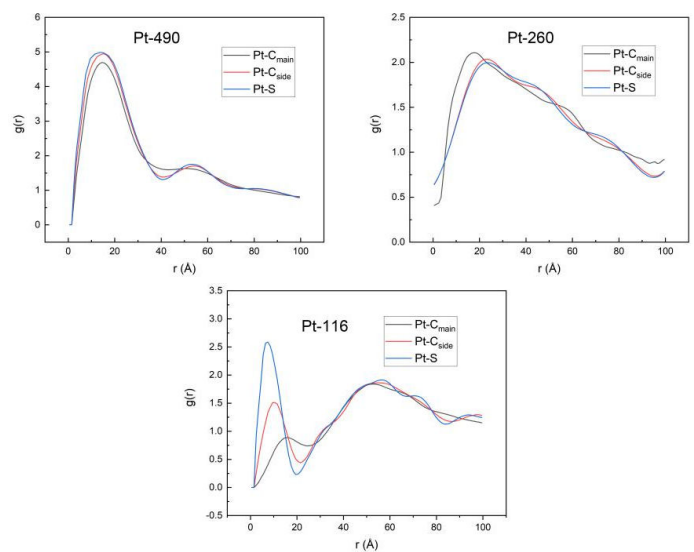 Pt-490
Pt-C_main
Pt-C_side
Pt-S
g(r)
5
4
3
2
1
0
0 20 40 60 80 100
r (Å)
Pt-260
Pt-C_main
Pt-C_side
Pt-S
g(r)
2.5
2.0
1.5
1.0
0.5
0.0
0 20 40 60 80 100
r (Å)
Pt-116
Pt-C_main
Pt-C_side
Pt-S
g(r)
3.5
3.0
2.5
2.0
1.5
1.0
0.5
0.0
-0.5
0 20 40 60 80 100
r (Å)